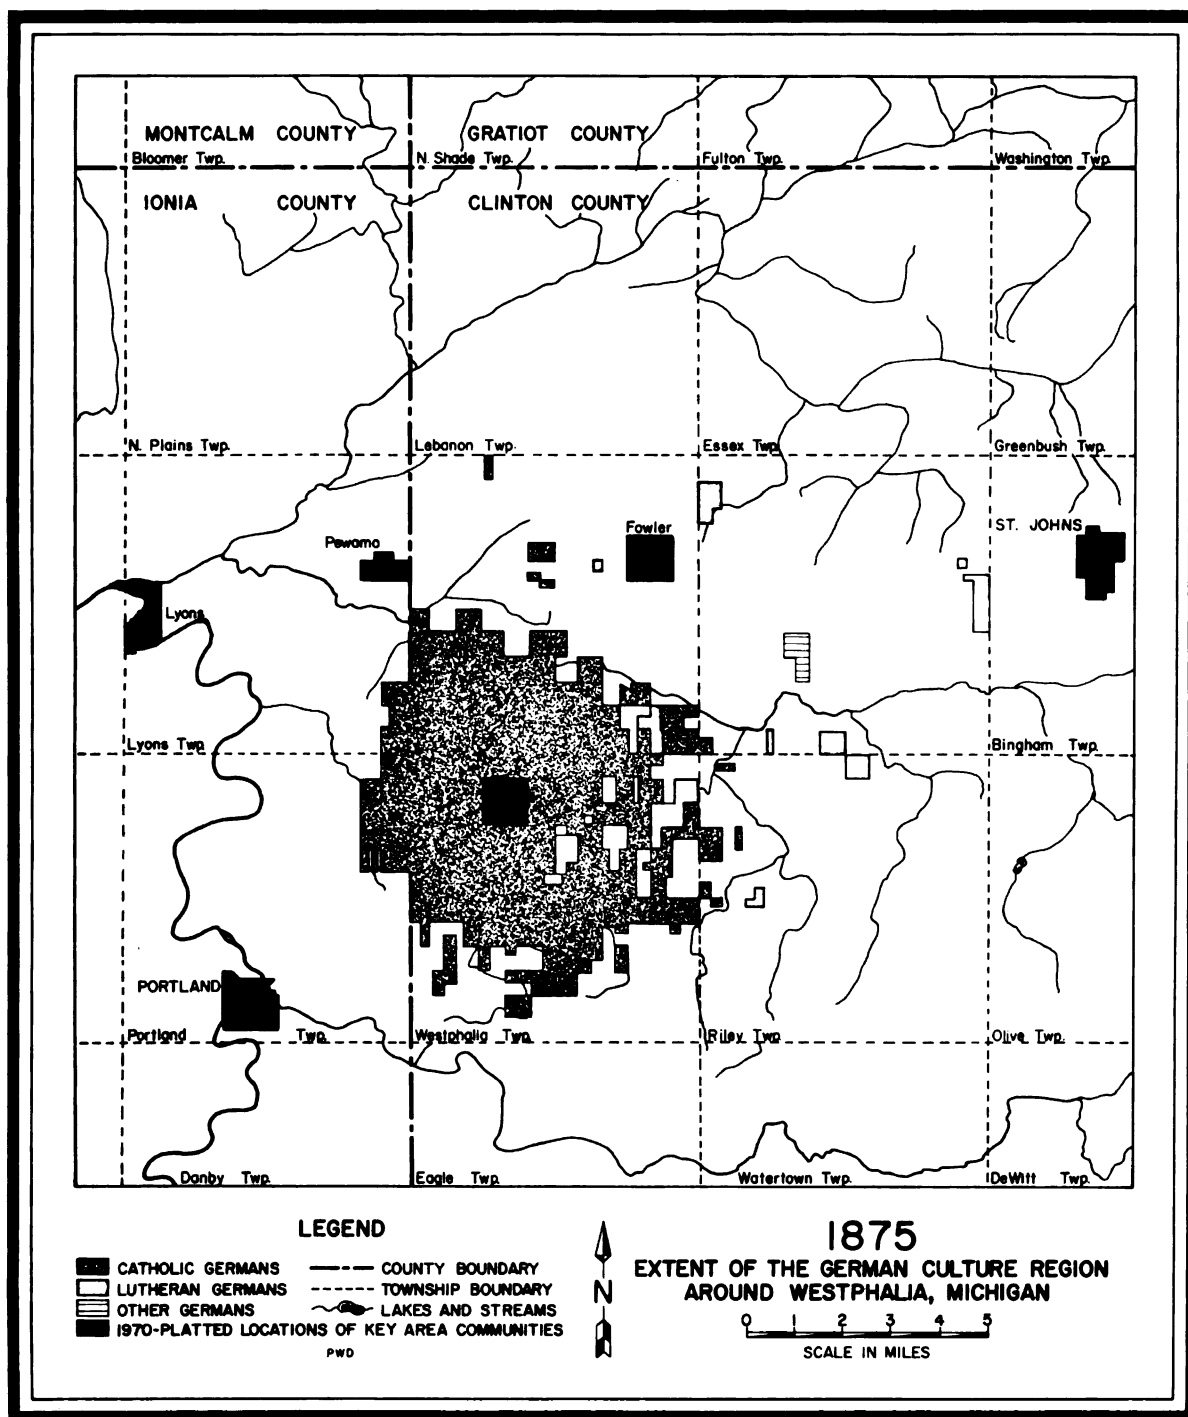 MONTCALM COUNTY
GRATIOT COUNTY
Bloomer Twp.
N. Shade Twp.
Fulton Twp.
Washington Twp.
IONIA COUNTY
CLINTON COUNTY
N. Plains Twp.
Lebanon Twp.
Essex Twp.
Greenbush Twp.
Pewamo
Fowler
ST. JOHNS
Lyons
Lyons Twp.
Bingham Twp.
PORTLAND
Portland Twp.
Westphalia Twp.
Riley Twp.
Olive Twp.
Danby Twp.
Eagle Twp.
Watertown Twp.
DeWitt Twp.
LEGEND
CATHOLIC GERMANS
LUTHERAN GERMANS
OTHER GERMANS
1970-PLATTED LOCATIONS OF KEY AREA COMMUNITIES
COUNTY BOUNDARY
TOWNSHIP BOUNDARY
LAKES AND STREAMS
PWD
N
1875
EXTENT OF THE GERMAN CULTURE REGION
AROUND WESTPHALIA, MICHIGAN
0 1 2 3 4 5
SCALE IN MILES